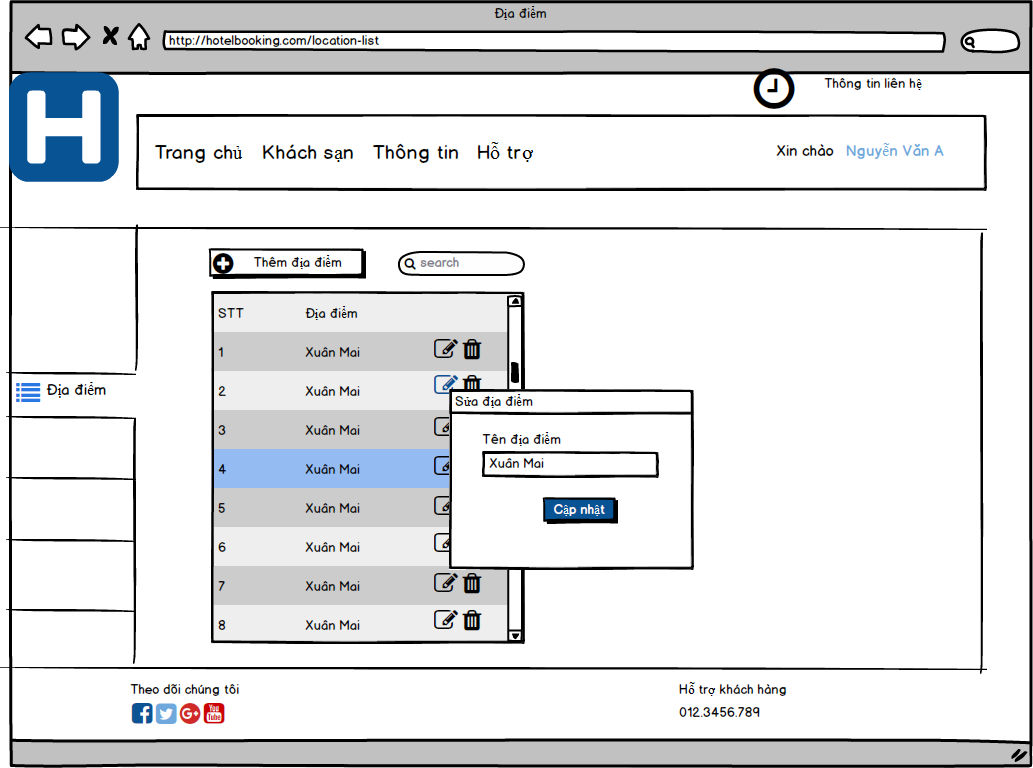 Địa điểm
http://hotelbooking.com/location-list
Thông tin liên hệ
H
Trang chủ Khách sạn Thông tin Hỗ trợ Xin chào Nguyễn Văn A
Thêm địa điểm search
STT Địa điểm
1 Xuân Mai
2 Xuân Mai
3 Xuân Mai
4 Xuân Mai
5 Xuân Mai
6 Xuân Mai
7 Xuân Mai
8 Xuân Mai
Địa điểm
Sửa địa điểm
Tên địa điểm
Xuân Mai
Cập nhật
Theo dõi chúng tôi
G+ You Tube
Hỗ trợ khách hàng
012.3456.789